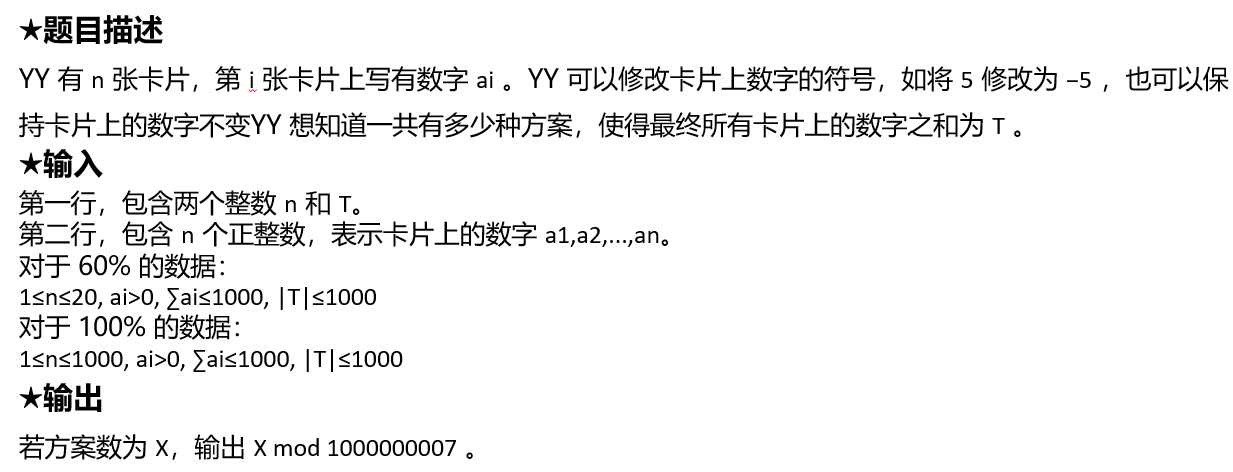 ★题目描述
YY 有 n 张卡片，第 i 张卡片上写有数字 ai 。YY 可以修改卡片上数字的符号，如将 5 修改为 −5 ，也可以保
持卡片上的数字不变YY 想知道一共有多少种方案，使得最终所有卡片上的数字之和为 T 。
★输入
第一行，包含两个整数 n 和 T。
第二行，包含 n 个正整数，表示卡片上的数字 a1,a2,...,an。
对于 60% 的数据：
1≤n≤20, ai>0, ∑ai≤1000, |T|≤1000
对于 100% 的数据：
1≤n≤1000, ai>0, ∑ai≤1000, |T|≤1000
★输出
若方案数为 X，输出 X mod 1000000007 。